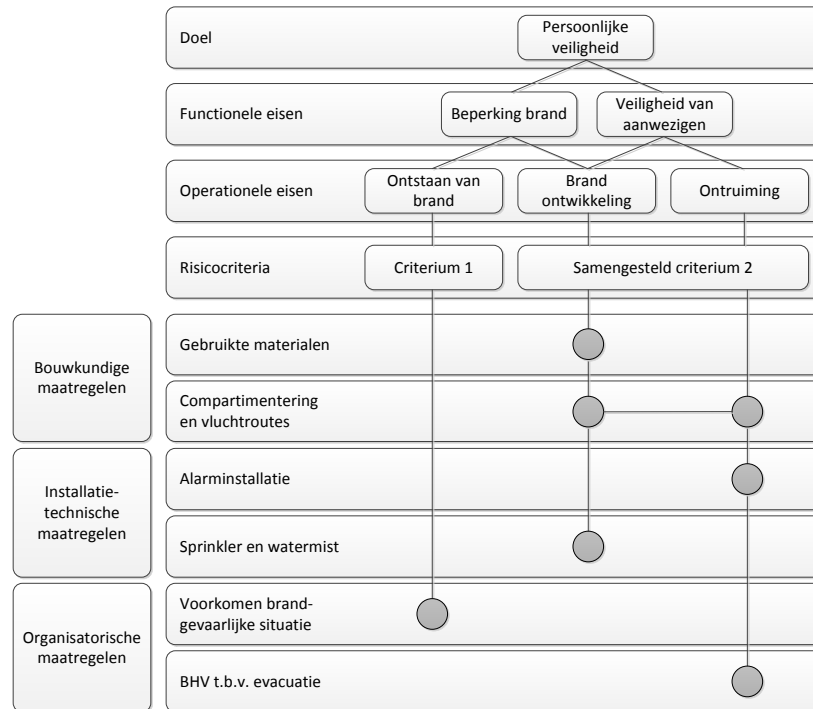 Doel
Persoonlijke
veiligheid
Functionele eisen
Beperking brand
Veiligheid van
aanwezigen
Operationele eisen
Ontstaan van
brand
Brand
ontwikkeling
Ontruiming
Risicocriteria
Criterium 1
Samengesteld criterium 2
Bouwkundige
maatregelen
Gebruikte materialen
Compartimentering
en vluchtroutes
Installatie-
technische
maatregelen
Alarminstallatie
Sprinkler en watermist
Organisatorische
maatregelen
Voorkomen brand-
gevaarlijke situatie
BHV t.b.v. evacuatie